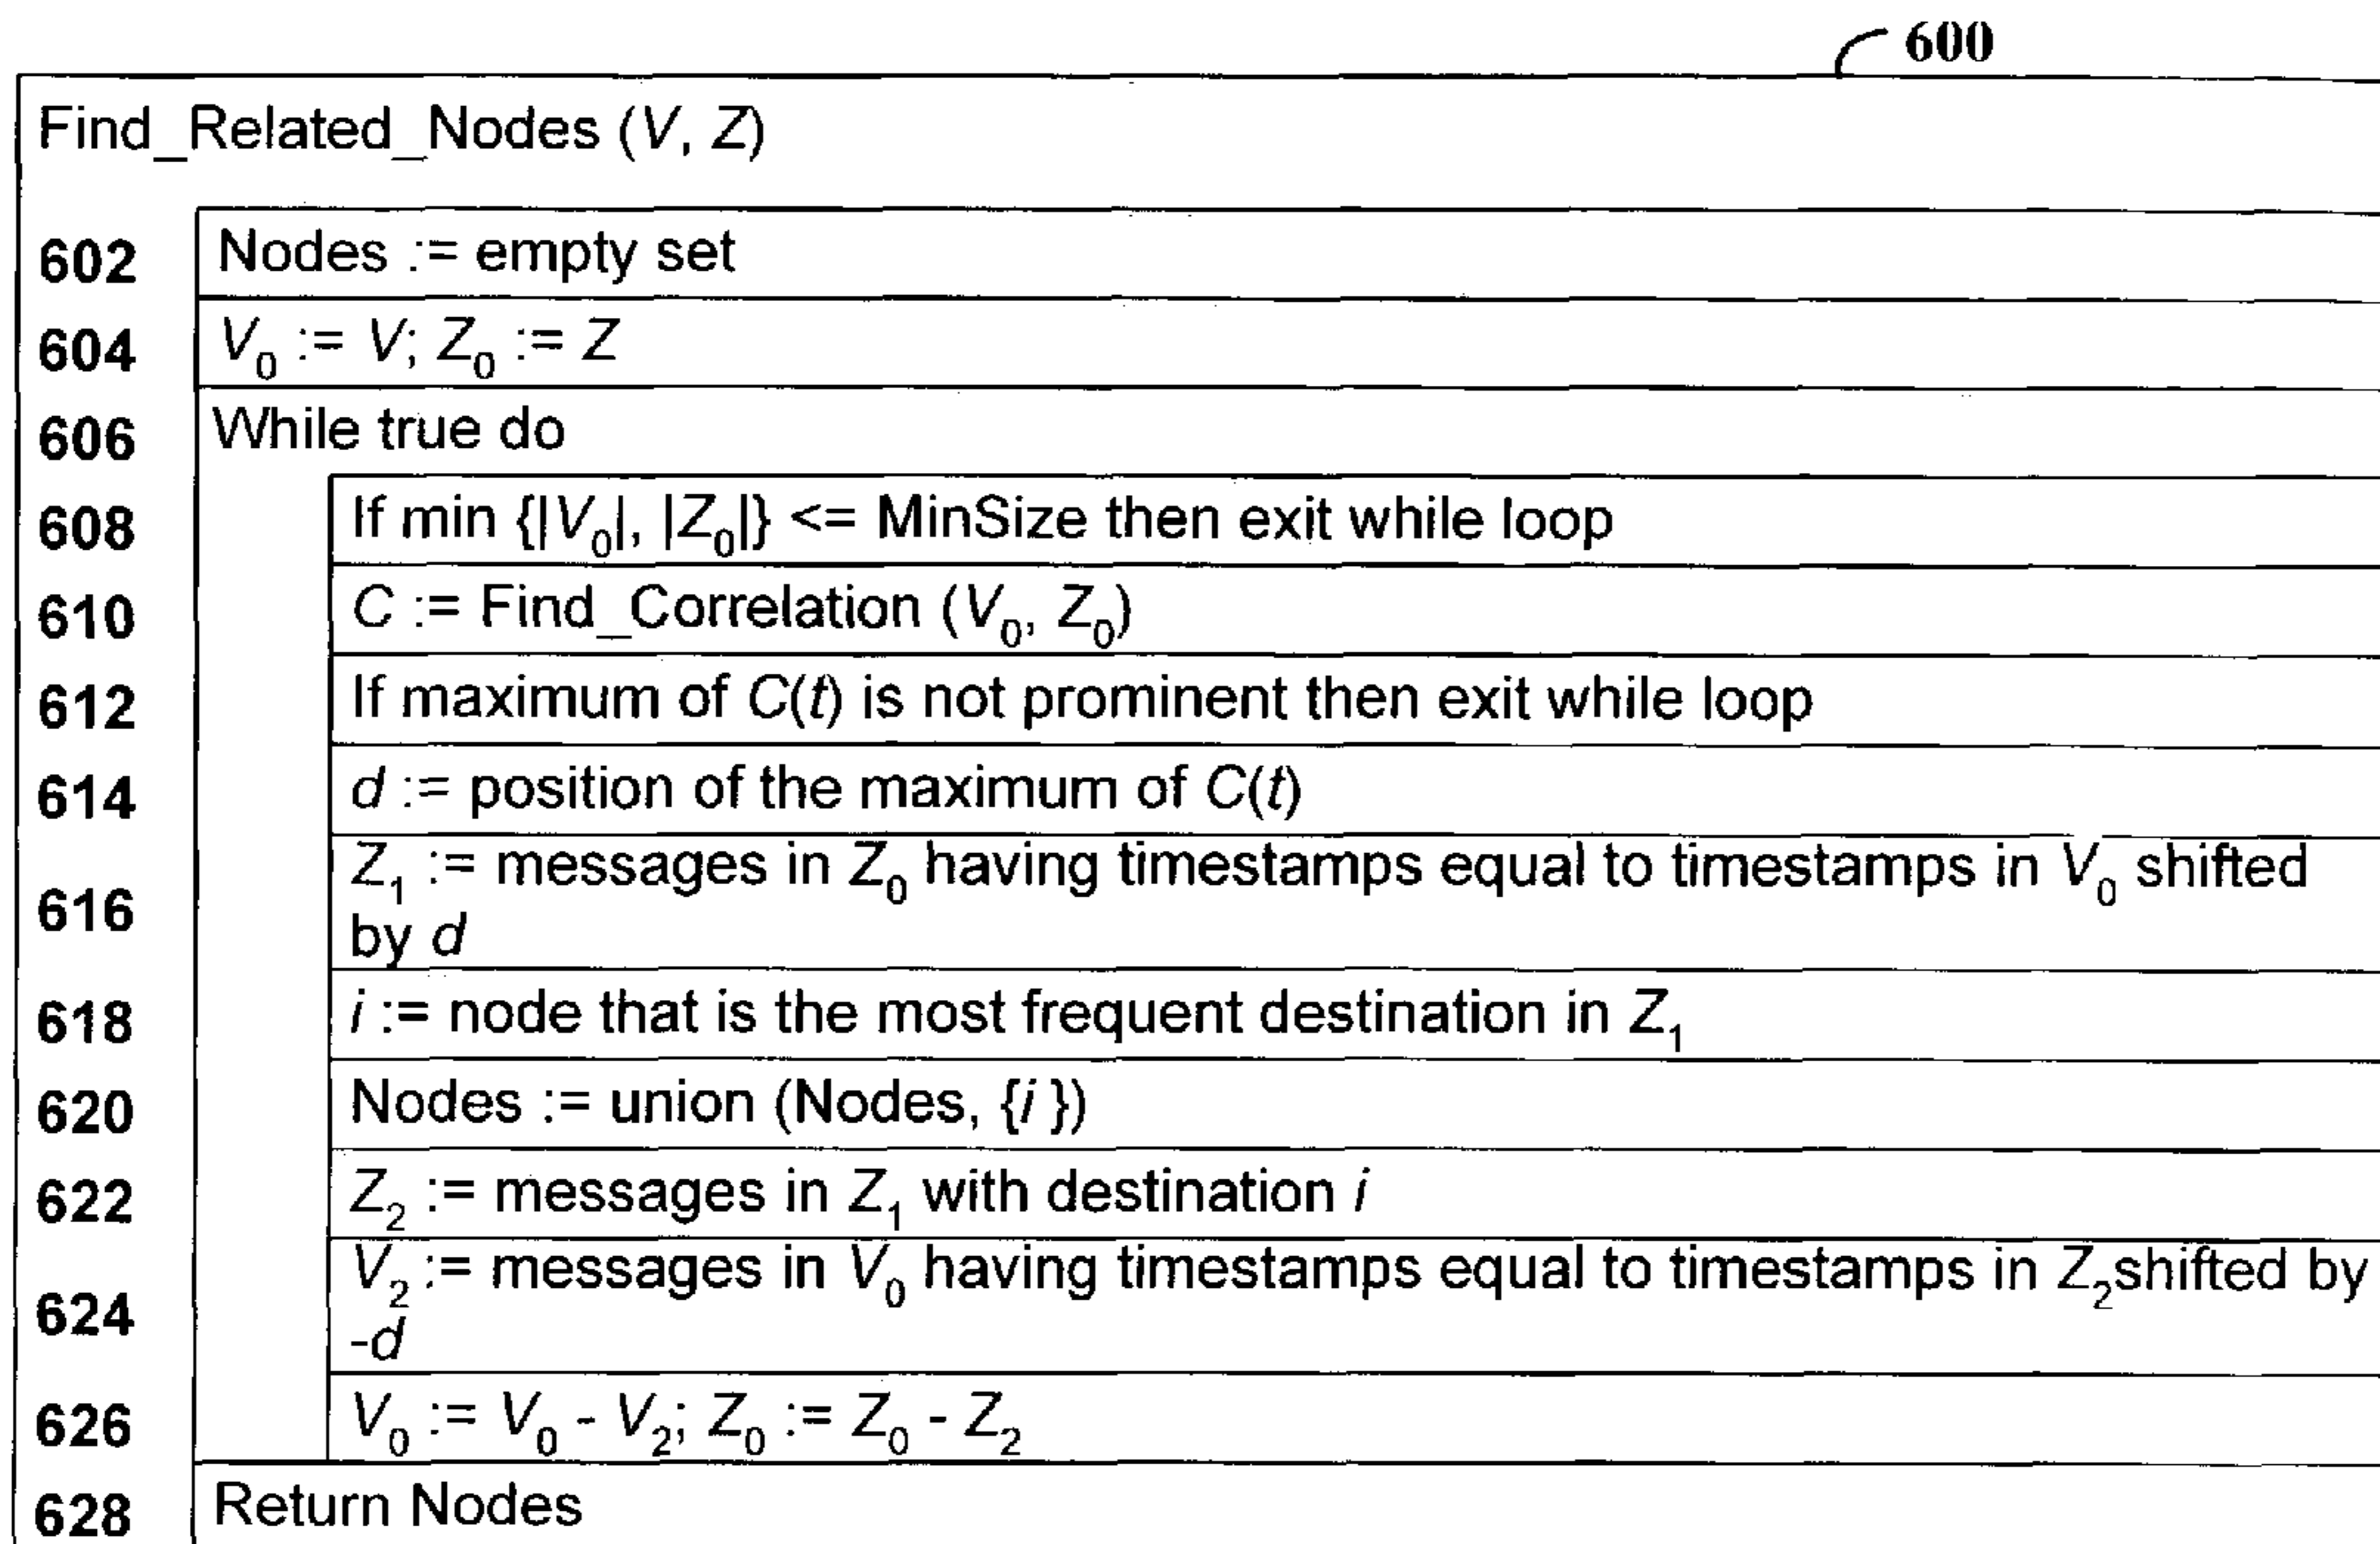 600
Find_Related_Nodes (V, Z)
602 Nodes := empty set
604 V₀ := V; Z₀ := Z
606 While true do
608 If min {|V₀|, |Z₀|} <= MinSize then exit while loop
610 C := Find_Correlation (V₀, Z₀)
612 If maximum of C(t) is not prominent then exit while loop
614 d := position of the maximum of C(t)
616 Z₁ := messages in Z₀ having timestamps equal to timestamps in V₀ shifted
by d
618 i := node that is the most frequent destination in Z₁
620 Nodes := union (Nodes, {i })
622 Z₂ := messages in Z₁ with destination i
624 V₂ := messages in V₀ having timestamps equal to timestamps in Z₂shifted by
-d
626 V₀ := V₀ - V₂; Z₀ := Z₀ - Z₂
628 Return Nodes